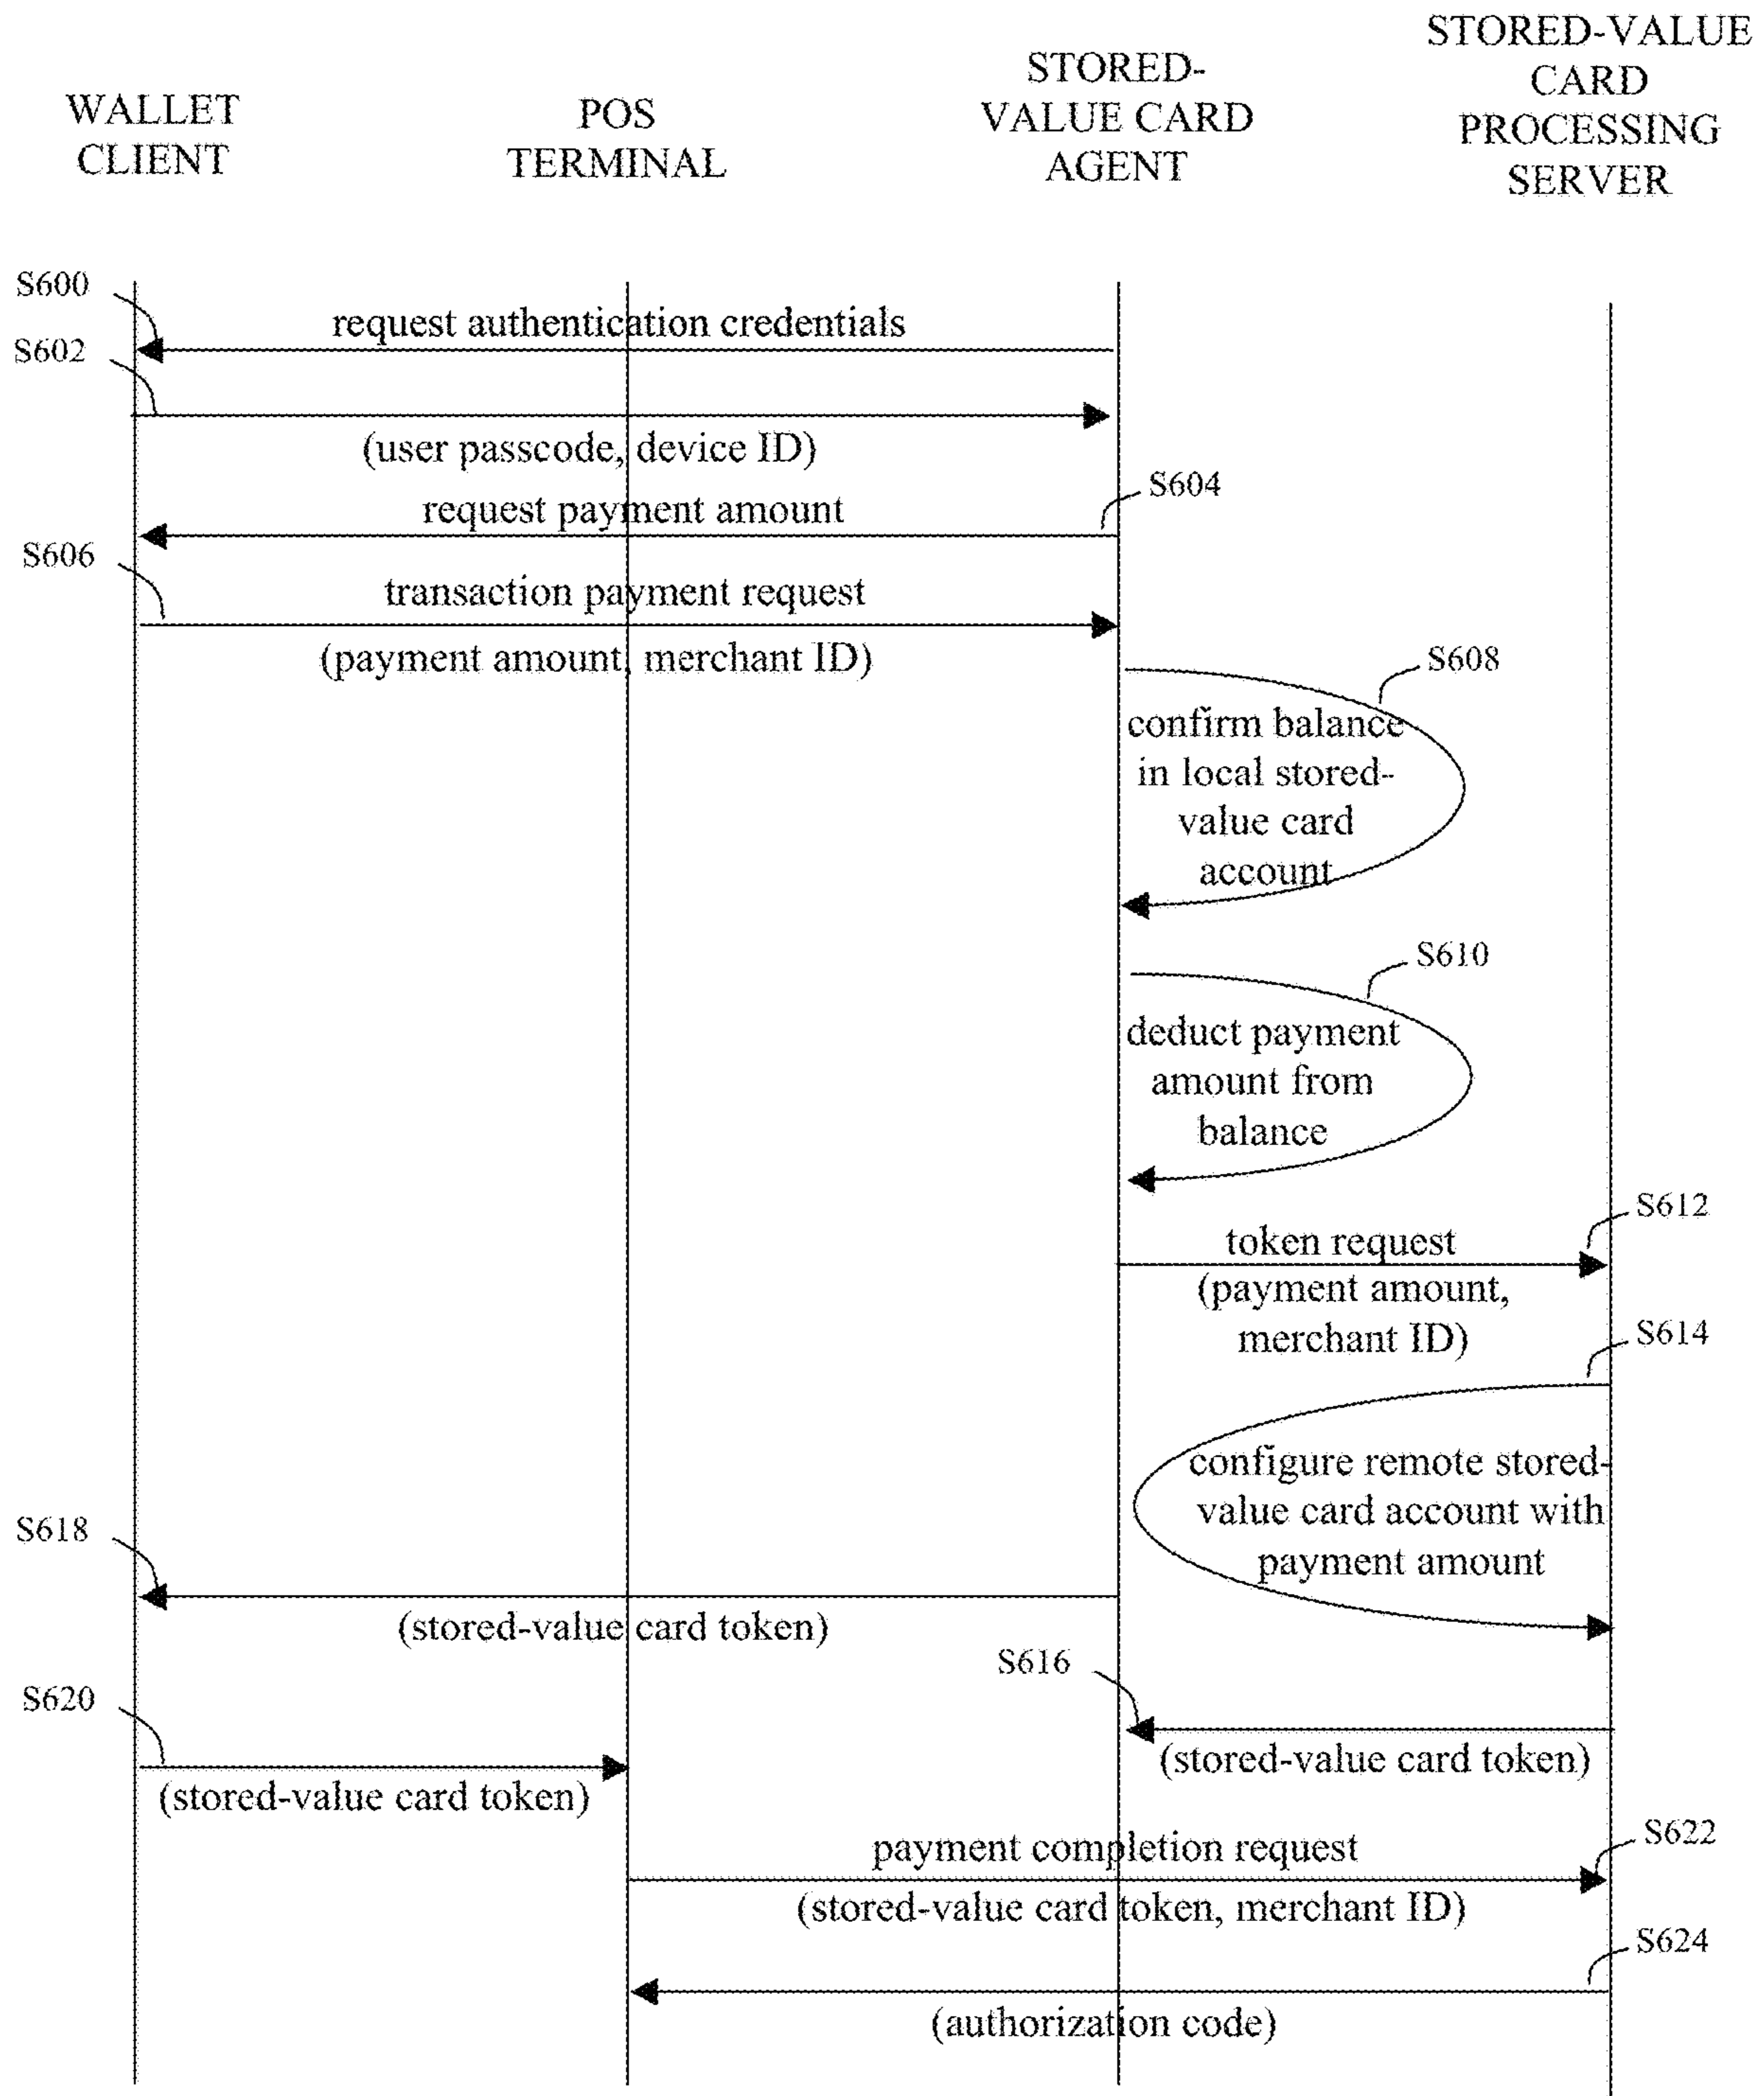 WALLET
CLIENT
POS
TERMINAL
STORED-
VALUE CARD
AGENT
STORED-VALUE
CARD
PROCESSING
SERVER
S600
request authentication credentials
S602
(user passcode, device ID)
S604
request payment amount
S606
transaction payment request
(payment amount, merchant ID)
S608
confirm balance
in local stored-
value card
account
S610
deduct payment
amount from
balance
S612
token request
(payment amount,
merchant ID)
S614
configure remote stored-
value card account with
payment amount
S618
(stored-value card token)
S616
(stored-value card token)
S620
(stored-value card token)
S622
payment completion request
(stored-value card token, merchant ID)
S624
(authorization code)